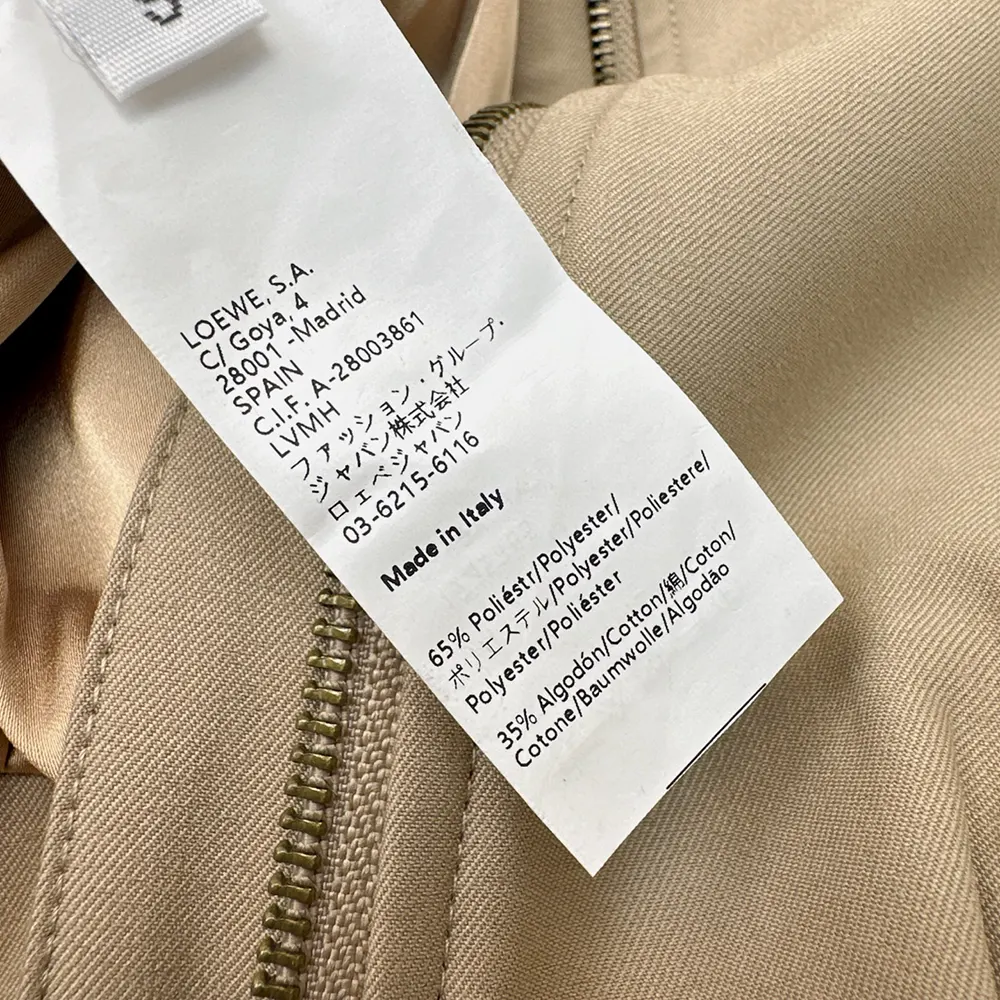 LOEWE, S.A.
C/ Goya, 4
28001 -Madrid
SPAIN
C.I.F. A-28003861
LVMH
ファッション・グループ・
ジャパン株式会社
ロエベジャパン
03-6215-6116
Made in Italy
65% Poliéstr/Polyester/
ポリエステル/Polyester/Poliestere/
Polyester/Poliéster
35% Algodón/Cotton/綿/Coton/
Cotone/Baumwolle/Algodão